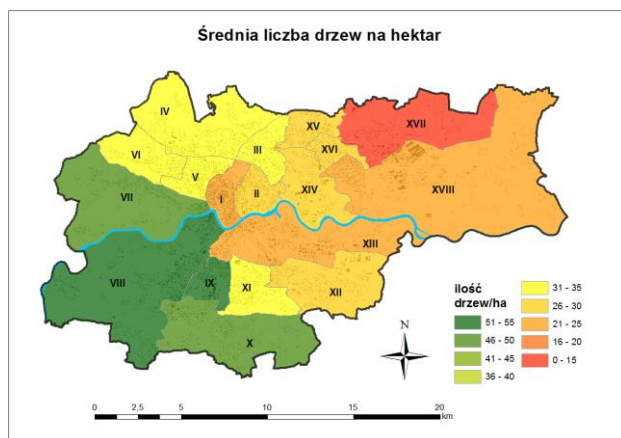 Średnia liczba drzew na hektar
IV
XV
XVII
III
XVI
VI
V
XVIII
VII
I
II
XIV
XIII
VIII
IX
XI
XII
X
ilość
drzew/ha
51 - 55
46 - 50
41 - 45
36 - 40
31 - 35
26 - 30
21 - 25
16 - 20
0 - 15
N
0 2,5 5 10 15 20
km